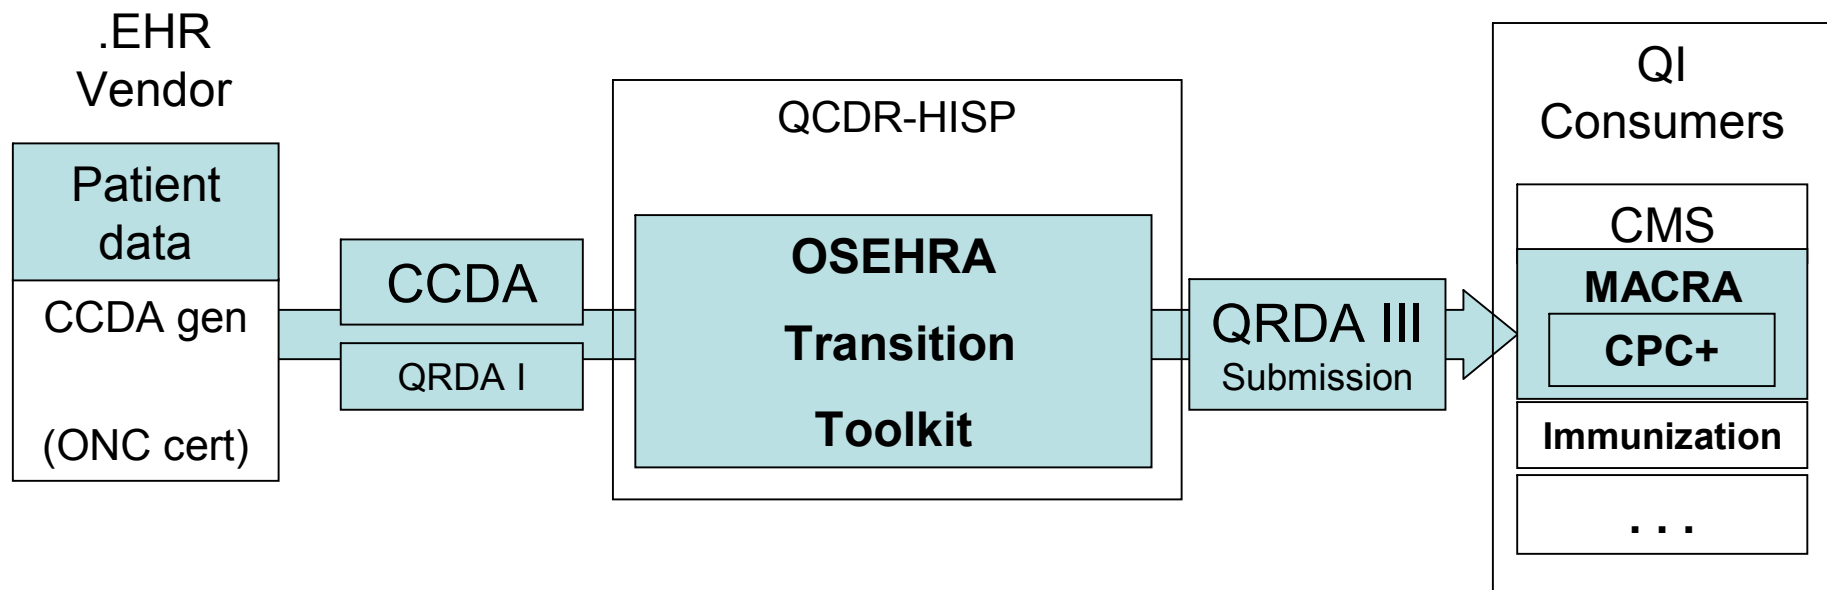 .EHR
Vendor
Patient
data
CCDA gen
(ONC cert)
CCDA
QRDA I
QCDR-HISP
OSEHRA
Transition
Toolkit
QRDA III
Submission
QI
Consumers
CMS
MACRA
CPC+
Immunization
. . .